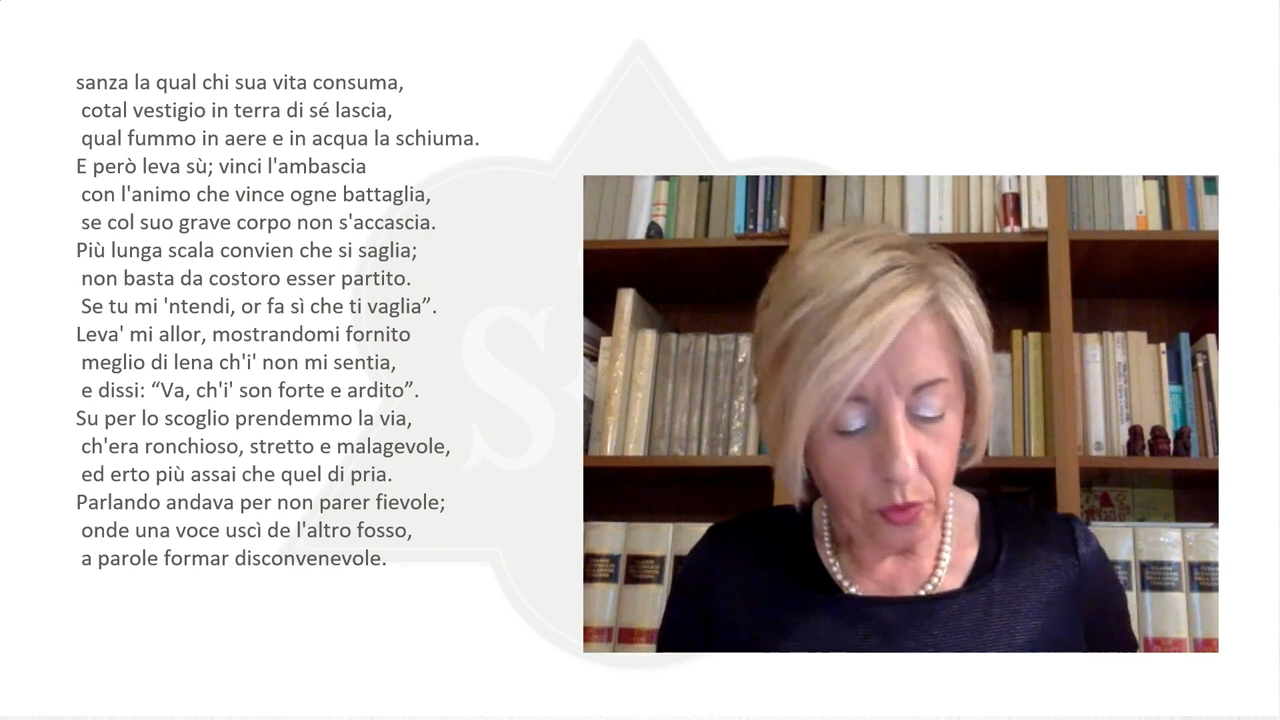 sanza la qual chi sua vita consuma,
cotal vestigio in terra di sé lascia,
qual fummo in aere e in acqua la schiuma.
E però leva sù; vinci l'ambascia
con l'animo che vince ogne battaglia,
se col suo grave corpo non s'accascia.
Più lunga scala convien che si saglia;
non basta da costoro esser partito.
Se tu mi 'ntendi, or fa sì che ti vaglia”.
Leva' mi allor, mostrandomi fornito
meglio di lena ch'i' non mi sentia,
e dissi: “Va, ch'i' son forte e ardito”.
Su per lo scoglio prendemmo la via,
ch'era ronchioso, stretto e malagevole,
ed erto più assai che quel di pria.
Parlando andava per non parer fievole;
onde una voce uscì de l'altro fosso,
a parole formar disconvenevole.
S